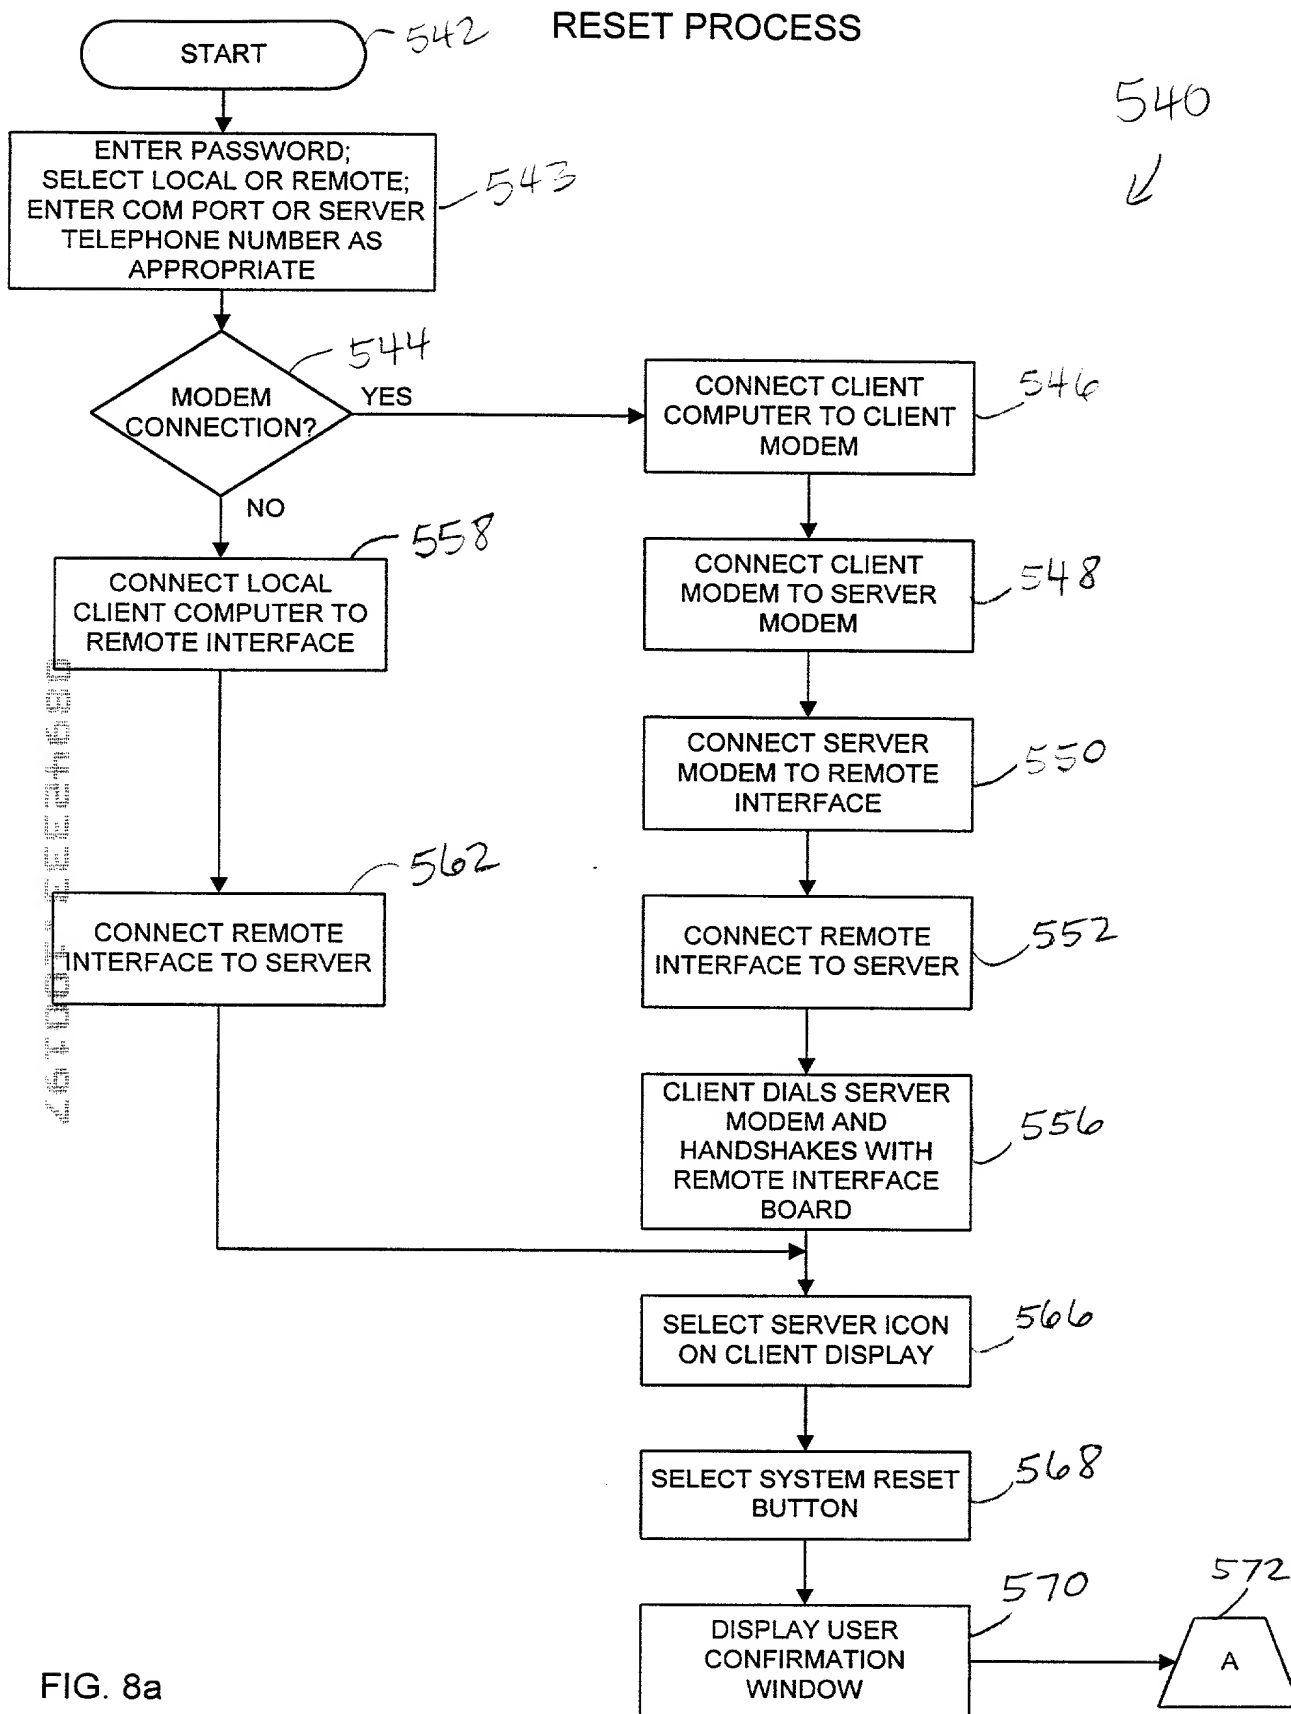 RESET PROCESS
START
542
540
ENTER PASSWORD;
SELECT LOCAL OR REMOTE;
ENTER COM PORT OR SERVER
TELEPHONE NUMBER AS
APPROPRIATE
543
MODEM
CONNECTION?
544
YES
NO
CONNECT CLIENT
COMPUTER TO CLIENT
MODEM
546
CONNECT LOCAL
CLIENT COMPUTER TO
REMOTE INTERFACE
558
CONNECT CLIENT
MODEM TO SERVER
MODEM
548
CONNECT SERVER
MODEM TO REMOTE
INTERFACE
550
CONNECT REMOTE
INTERFACE TO SERVER
562
CONNECT REMOTE
INTERFACE TO SERVER
552
CLIENT DIALS SERVER
MODEM AND
HANDSHAKES WITH
REMOTE INTERFACE
BOARD
556
SELECT SERVER ICON
ON CLIENT DISPLAY
566
SELECT SYSTEM RESET
BUTTON
568
DISPLAY USER
CONFIRMATION
WINDOW
570
572
A
FIG. 8a